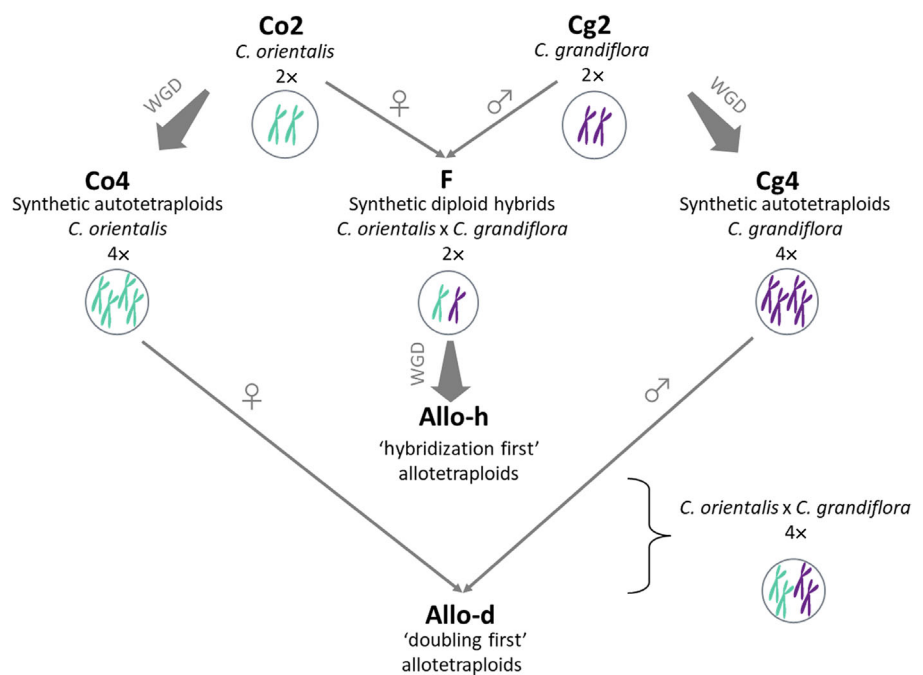 Co2
C. orientalis
2×
Cg2
C. grandiflora
2×
WGD
♀
♂
WGD
Co4
Synthetic autotetraploids
C. orientalis
4×
F
Synthetic diploid hybrids
C. orientalis x C. grandiflora
2×
Cg4
Synthetic autotetraploids
C. grandiflora
4×
WGD
♀
♂
Allo-h
'hybridization first'
allotetraploids
C. orientalis x C. grandiflora
4×
Allo-d
'doubling first'
allotetraploids